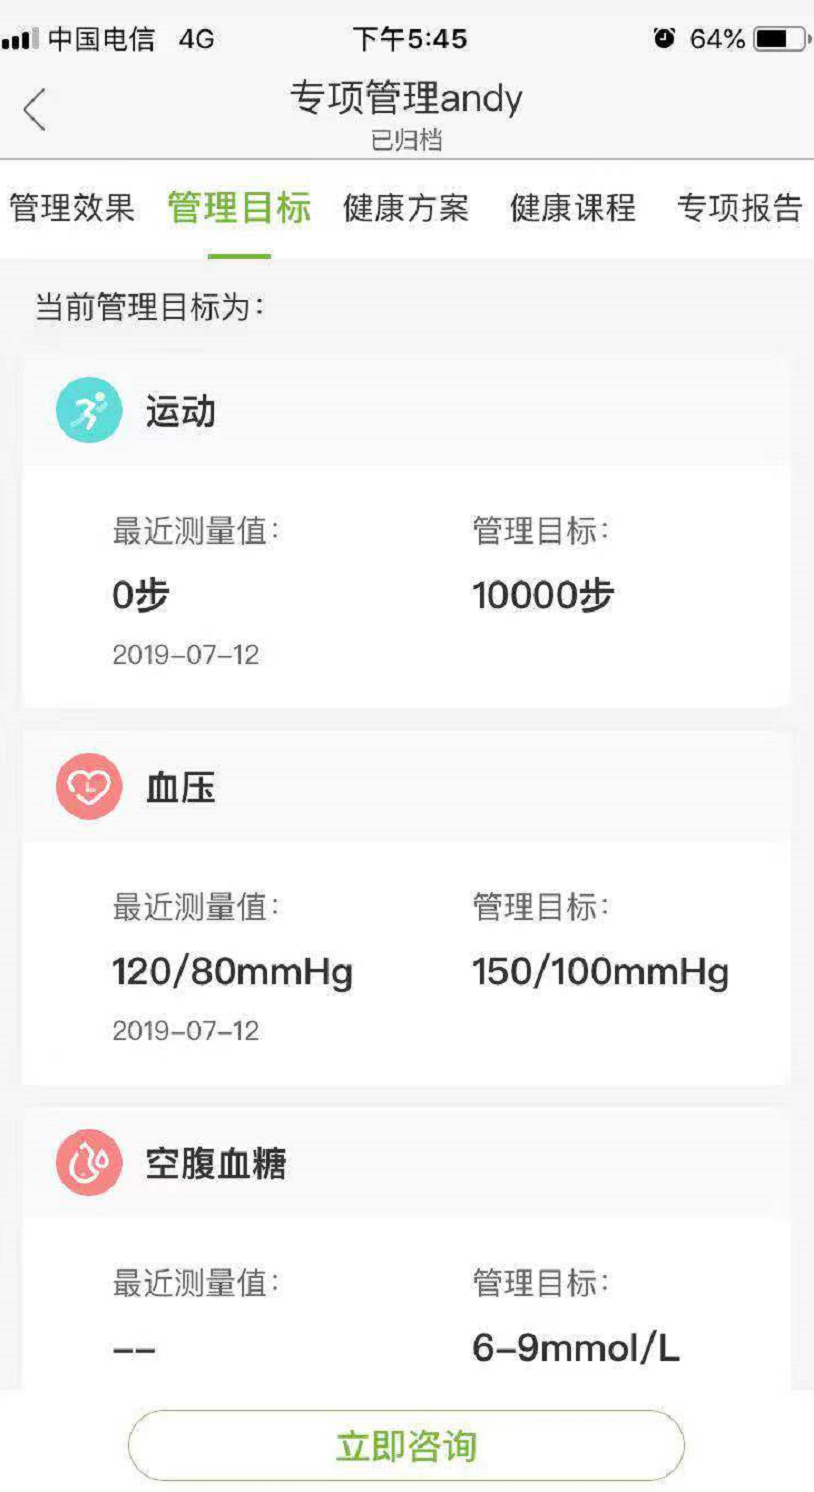 中国电信 4G 下午5:45 64%
专项管理andy
已归档
管理效果 管理目标 健康方案 健康课程 专项报告
当前管理目标为：
运动
最近测量值： 管理目标：
0步 10000步
2019-07-12
血压
最近测量值： 管理目标：
120/80mmHg 150/100mmHg
2019-07-12
空腹血糖
最近测量值： 管理目标：
-- 6-9mmol/L
立即咨询